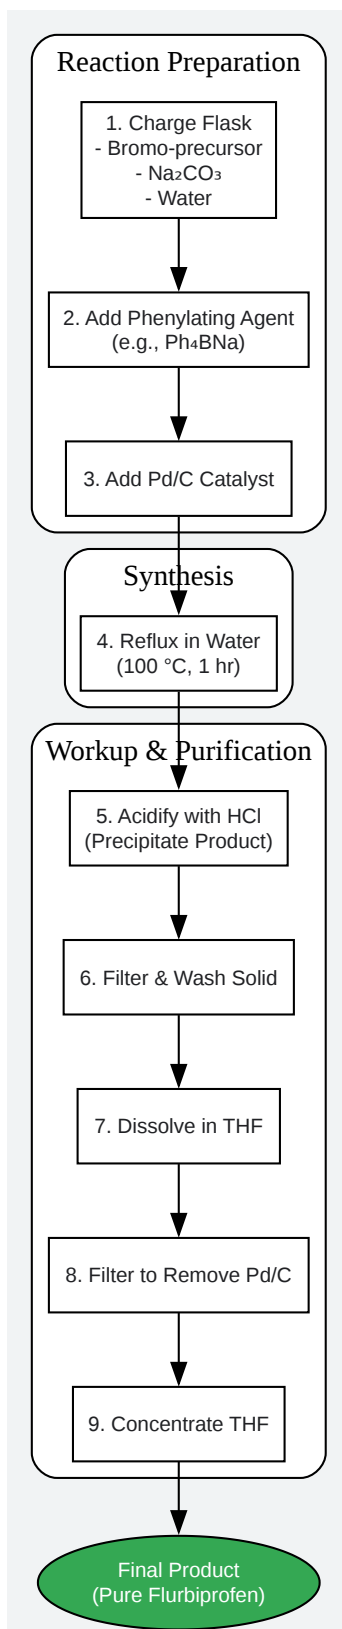 Reaction Preparation
1. Charge Flask
- Bromo-precursor
- Na₂CO₃
- Water
2. Add Phenylating Agent
(e.g., Ph₄BNa)
3. Add Pd/C Catalyst
Synthesis
4. Reflux in Water
(100 °C, 1 hr)
Workup & Purification
5. Acidify with HCl
(Precipitate Product)
6. Filter & Wash Solid
7. Dissolve in THF
8. Filter to Remove Pd/C
9. Concentrate THF
Final Product
(Pure Flurbiprofen)